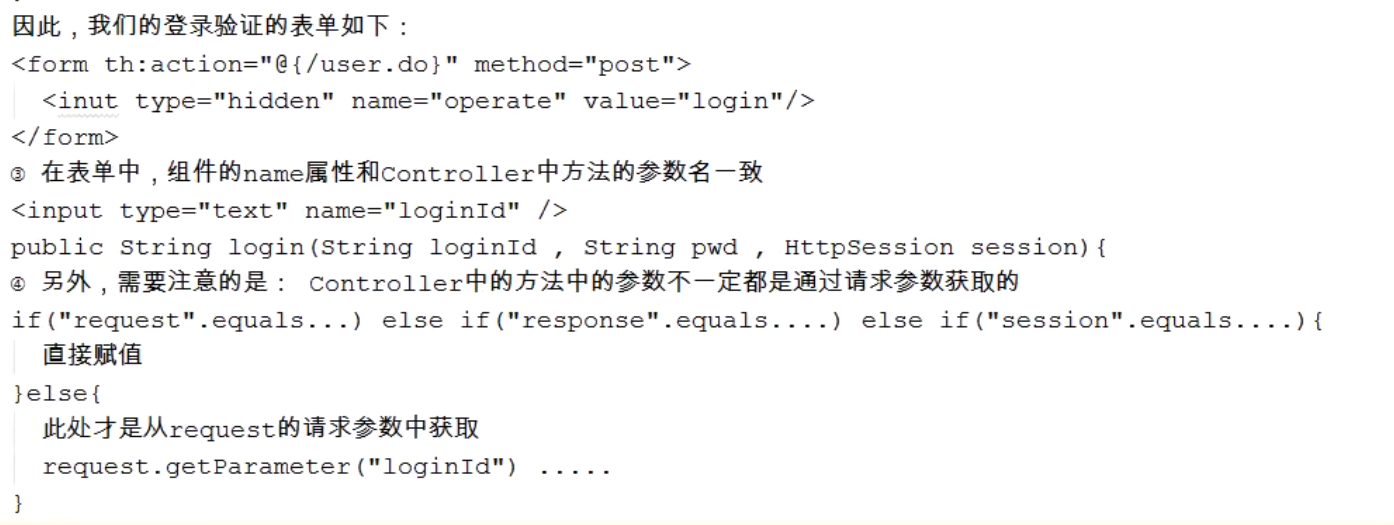 因此，我们的登录验证的表单如下：
<form th:action="@{/user.do}" method="post">
<inut type="hidden" name="operate" value="login"/>
</form>
③ 在表单中，组件的name属性和Controller中方法的参数名一致
<input type="text" name="loginId" />
public String login(String loginId , String pwd , HttpSession session){
④ 另外，需要注意的是： Controller中的方法中的参数不一定都是通过请求参数获取的
if("request".equals...) else if("response".equals....) else if("session".equals....){
直接赋值
}else{
此处才是从request的请求参数中获取
request.getParameter("loginId") .....
}